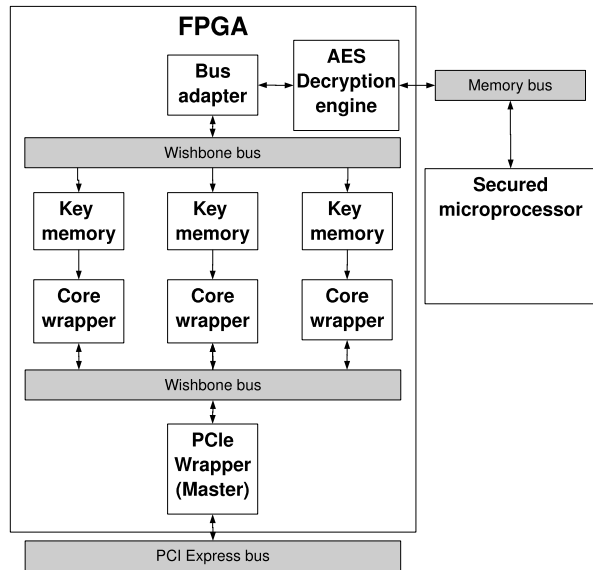 FPGA
Bus
adapter
AES
Decryption
engine
Memory bus
Wishbone bus
Secured
microprocessor
Key
memory
Key
memory
Key
memory
Core
wrapper
Core
wrapper
Core
wrapper
Wishbone bus
PCIe
Wrapper
(Master)
PCI Express bus